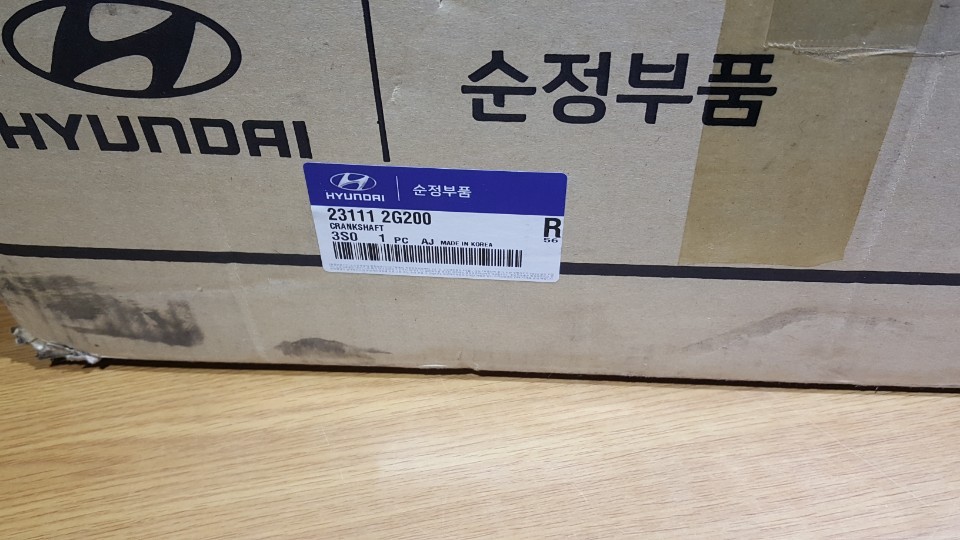 HYUNDAI
순정부품
HYUNDAI 순정부품
23111 2G200
CRANKSHAFT
3S0 1 PC AJ MADE IN KOREA
R
56